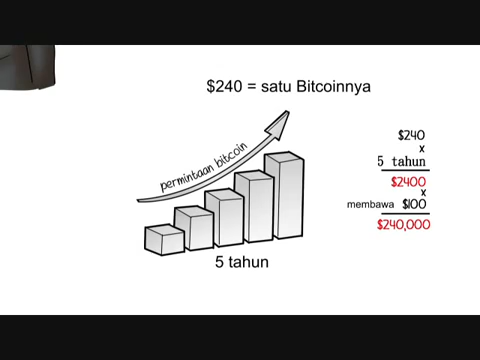 $240 = satu Bitcoinnya
permintaan bitcoin
5 tahun
$240
x
5 tahun
$2400
x
membawa $100
$240,000